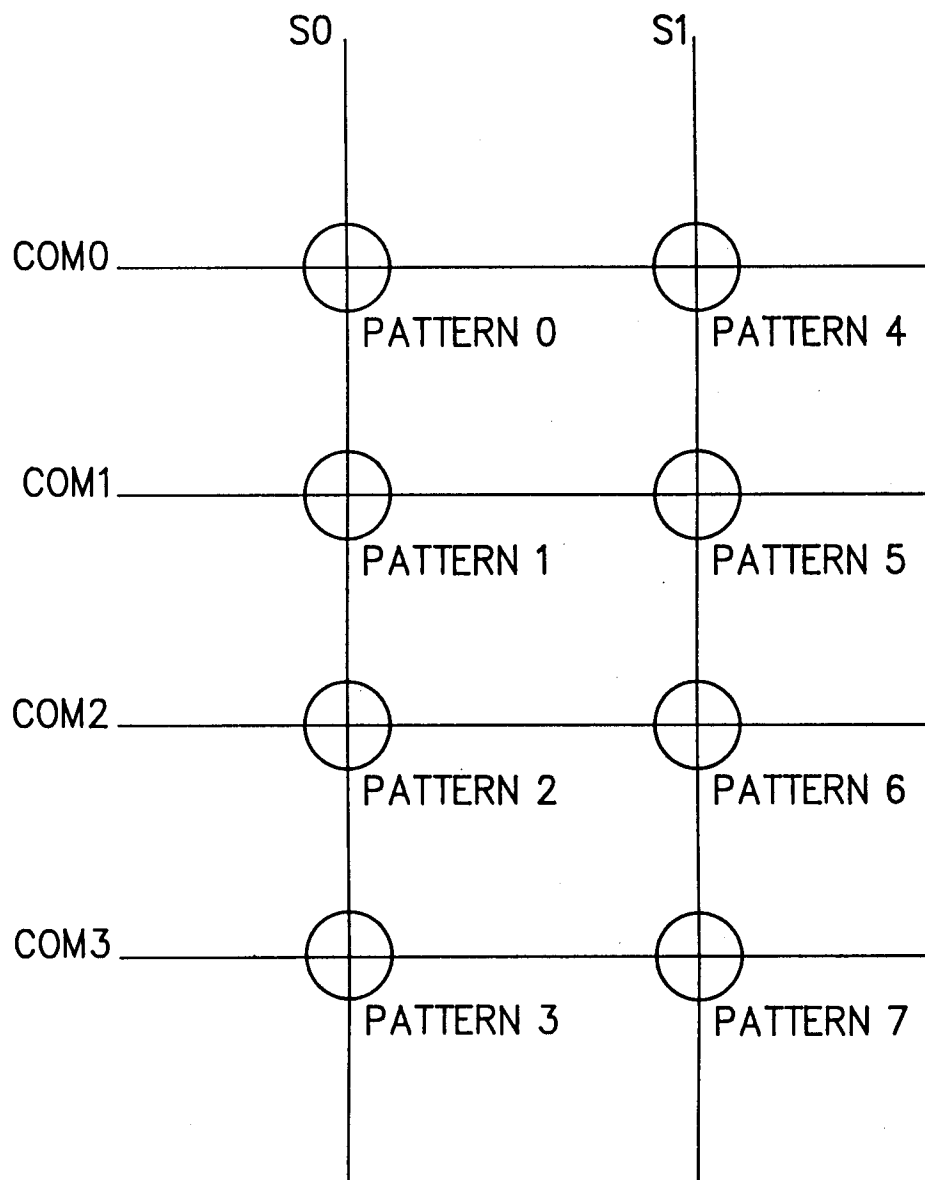 S0 S1
COM0
PATTERN 0 PATTERN 4
COM1
PATTERN 1 PATTERN 5
COM2
PATTERN 2 PATTERN 6
COM3
PATTERN 3 PATTERN 7